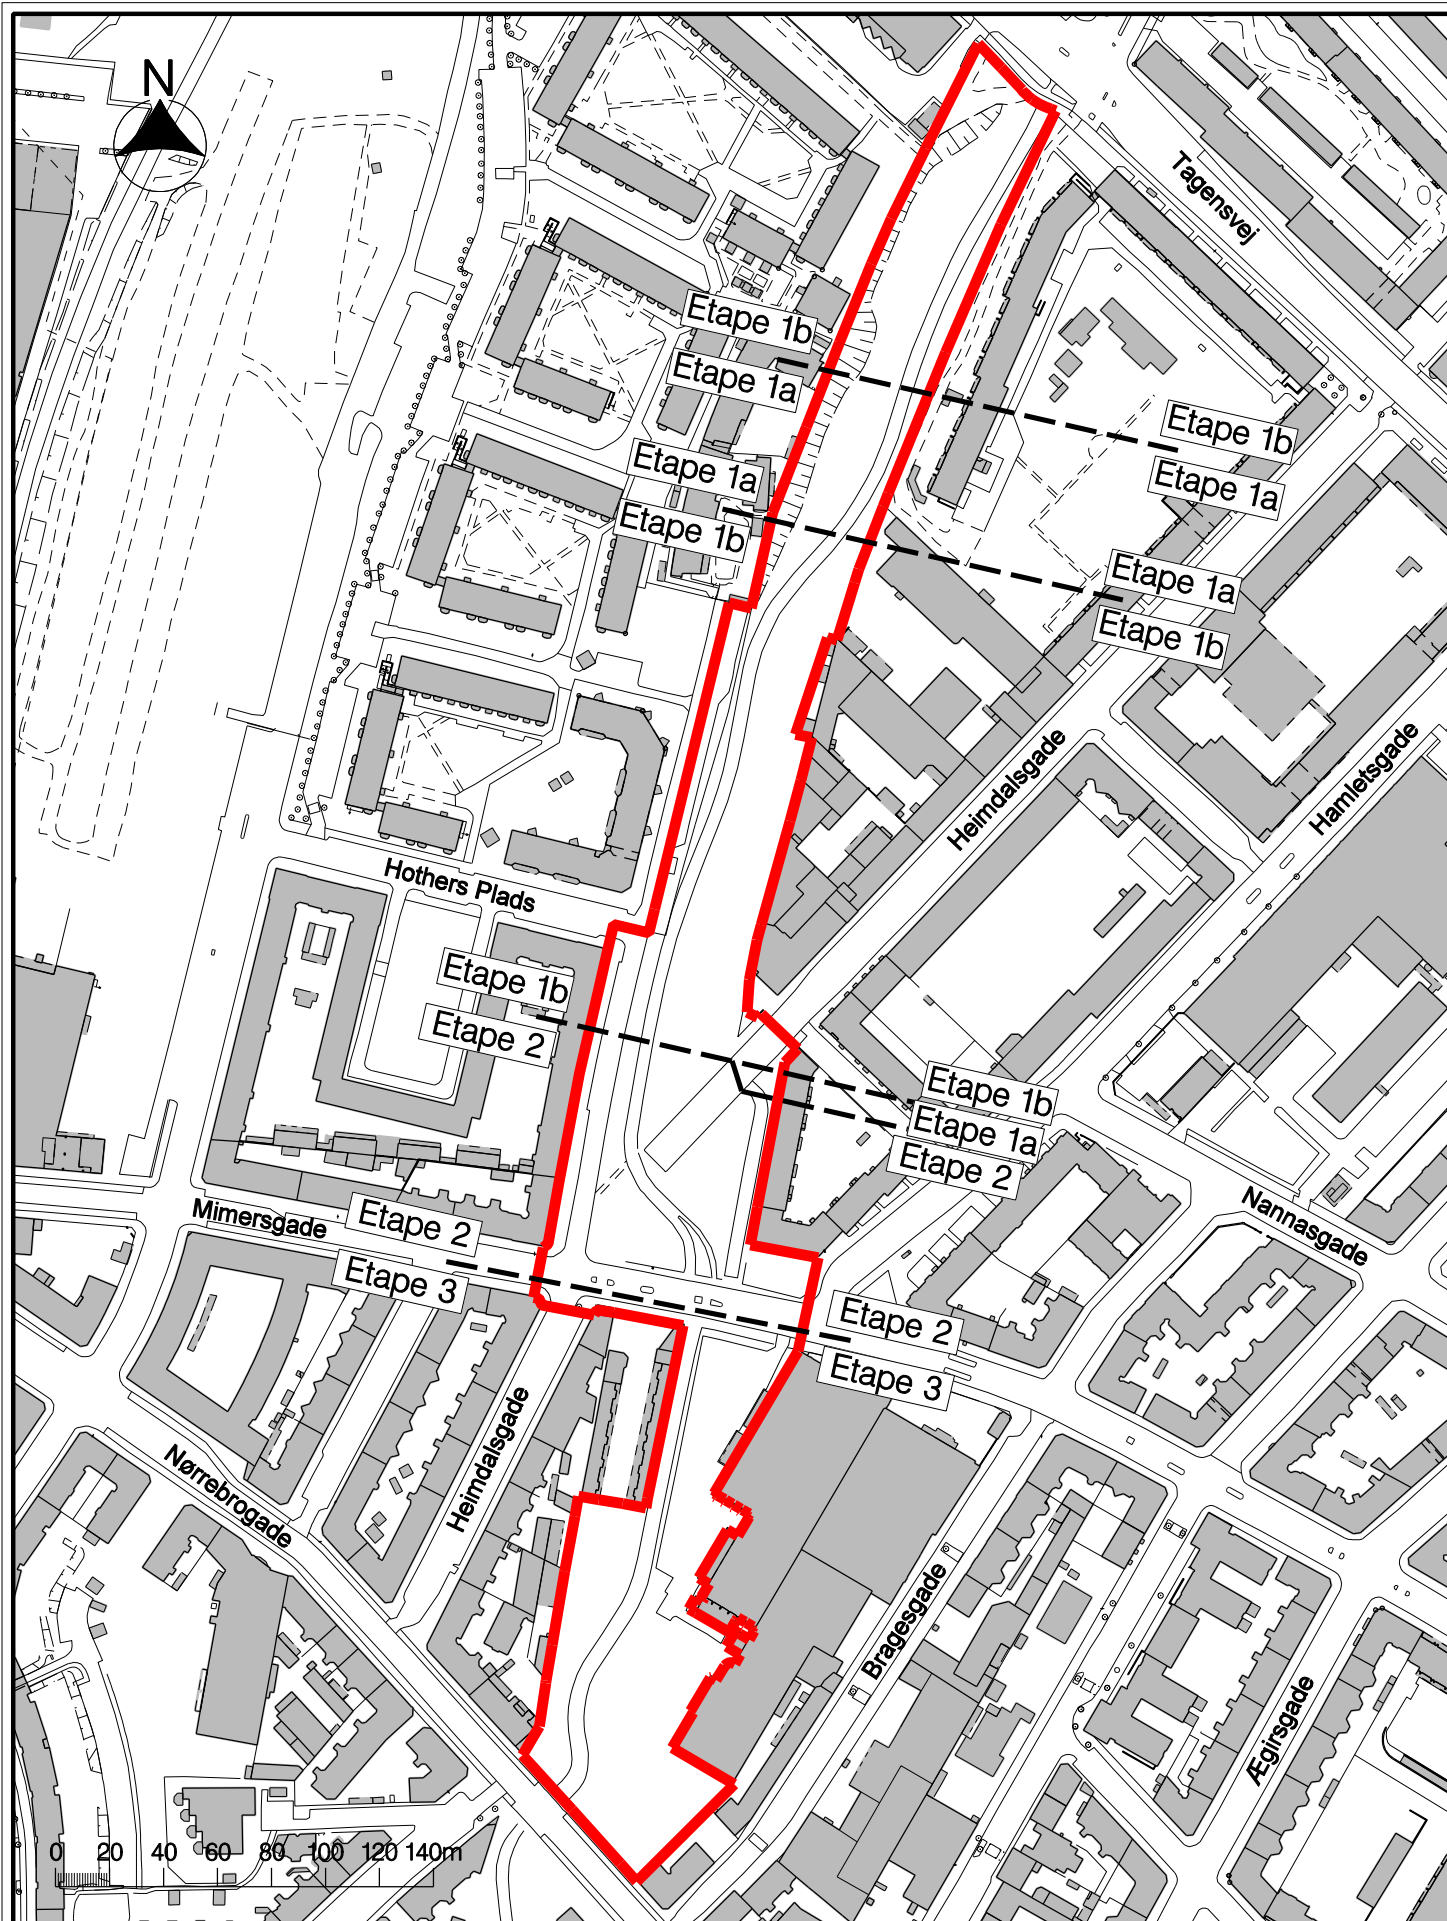 N
Tagensvej
Etape 1b
Etape 1a
Etape 1b
Etape 1a
Etape 1a
Etape 1b
Etape 1a
Etape 1b
Heimdalsgade
Hamletsgade
Hothers Plads
Etape 1b
Etape 2
Etape 1b
Etape 1a
Etape 2
Mimersgade
Etape 2
Etape 3
Nannasgade
Etape 2
Etape 3
Heimdalsgade
Nørrebrogade
Bragesgade
Ægirsgade
0 20 40 60 80 100 120 140m